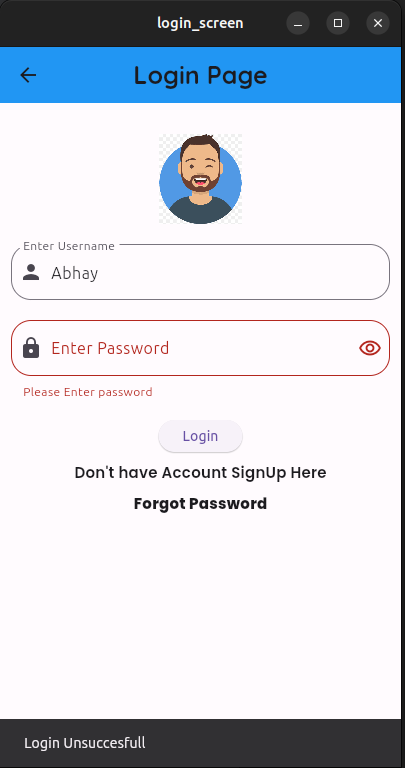 login_screen
Login Page
Enter Username
Abhay
Enter Password
Please Enter password
Login
Don't have Account SignUp Here
Forgot Password
Login Unsuccesfull